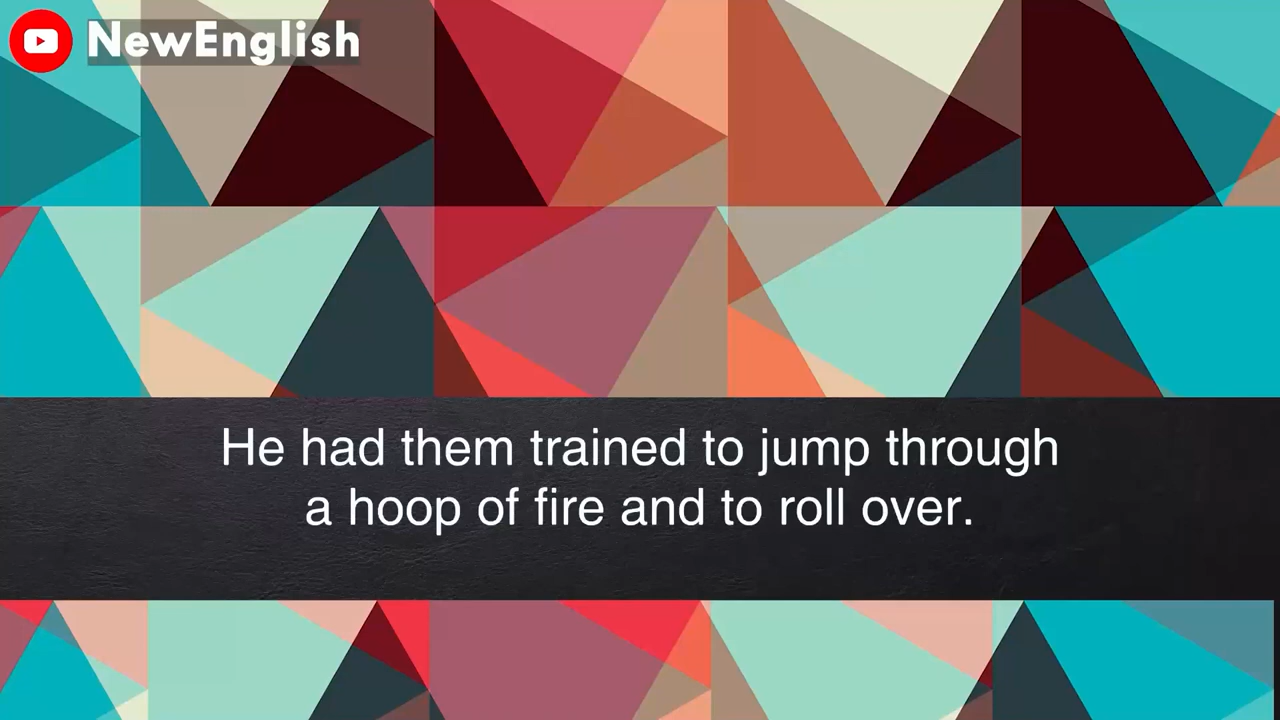 NewEnglish
He had them trained to jump through
a hoop of fire and to roll over.